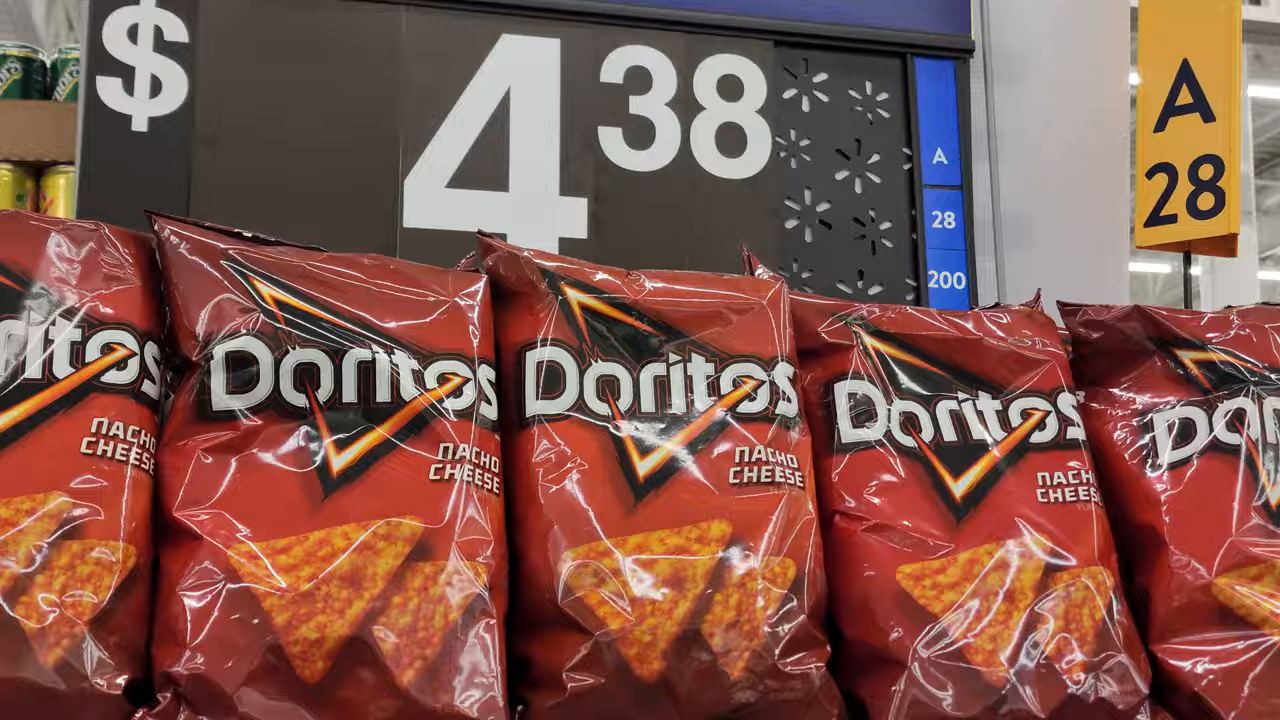 $ 4 38
A
28
200
A
28
Doritos
NACHO
CHEESE
Doritos
NACHO
CHEESE
Doritos
NACHO
CHEESE
Doritos
NACHO
CHEESE